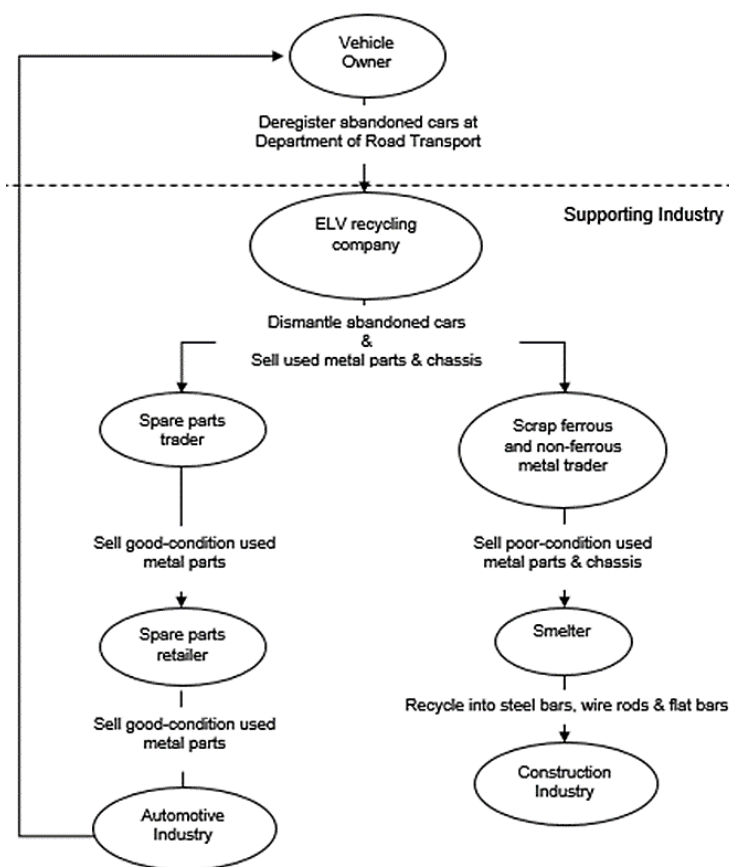 Vehicle
Owner
Deregister abandoned cars at
Department of Road Transport
Supporting Industry
ELV recycling
company
Dismantle abandoned cars
&
Sell used metal parts & chassis
Spare parts
trader
Scrap ferrous
and non-ferrous
metal trader
Sell good-condition used
metal parts
Sell poor-condition used
metal parts & chassis
Spare parts
retailer
Smelter
Sell good-condition used
metal parts
Recycle into steel bars, wire rods & flat bars
Automotive
Industry
Construction
Industry